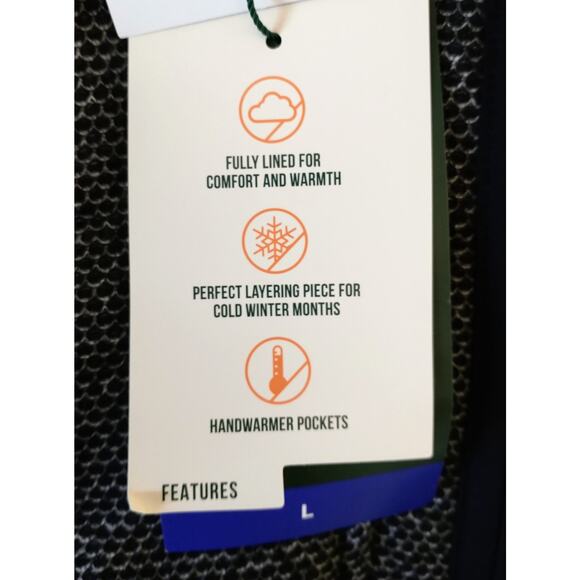 FULLY LINED FOR
COMFORT AND WARMTH
PERFECT LAYERING PIECE FOR
COLD WINTER MONTHS
HANDWARMER POCKETS
FEATURES
L